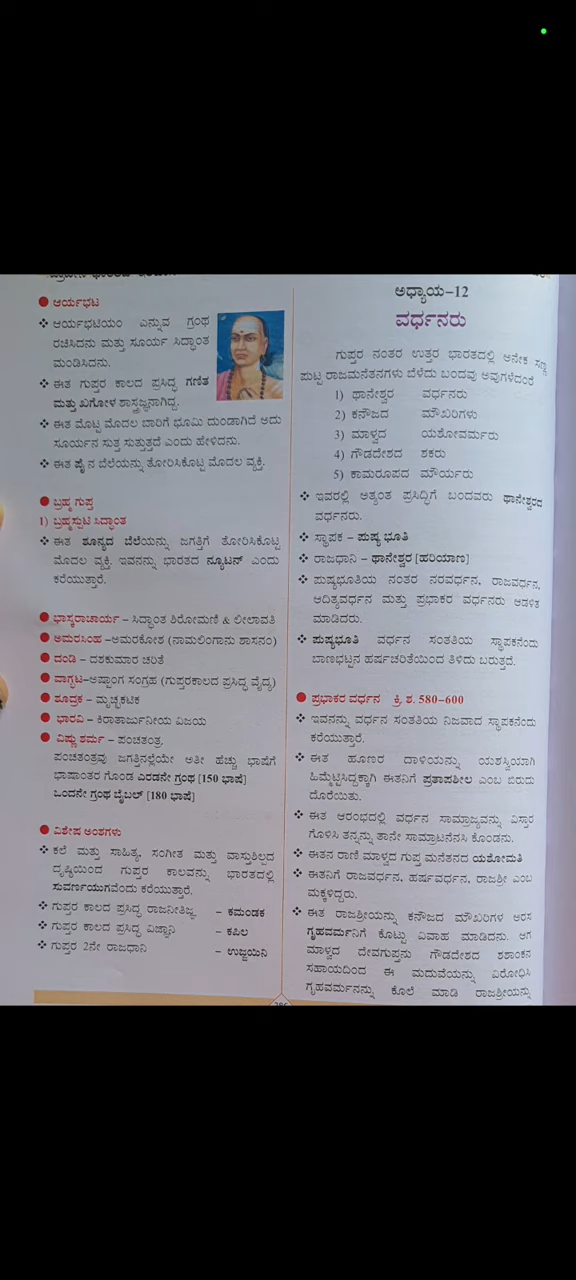 ಆರ್ಯಭಟ
❖ ಆರ್ಯಭಟೀಯಂ ಎನ್ನುವ ಗ್ರಂಥ
ರಚಿಸಿದನು ಮತ್ತು ಸೂರ್ಯ ಸಿದ್ಧಾಂತ
ಮಂಡಿಸಿದನು.
❖ ಈತ ಗುಪ್ತರ ಕಾಲದ ಪ್ರಸಿದ್ಧ ಗಣಿತ
ಮತ್ತು ಖಗೋಳ ಶಾಸ್ತ್ರಜ್ಞನಾಗಿದ್ದ.
❖ ಈತ ಮೊಟ್ಟ ಮೊದಲ ಬಾರಿಗೆ ಭೂಮಿ ದುಂಡಾಗಿದೆ ಅದು
ಸೂರ್ಯನ ಸುತ್ತ ಸುತ್ತುತ್ತದೆ ಎಂದು ಹೇಳಿದನು.
❖ ಈತ ಪೈ ನ ಬೆಲೆಯನ್ನು ತೋರಿಸಿಕೊಟ್ಟ ಮೊದಲ ವ್ಯಕ್ತಿ.
ಬ್ರಹ್ಮ ಗುಪ್ತ
1) ಬ್ರಹ್ಮಸ್ಪುಟ ಸಿದ್ಧಾಂತ
❖ ಈತ ಶೂನ್ಯದ ಬೆಲೆಯನ್ನು ಜಗತ್ತಿಗೆ ತೋರಿಸಿಕೊಟ್ಟ
ಮೊದಲ ವ್ಯಕ್ತಿ. ಇವನನ್ನು ಭಾರತದ ನ್ಯೂಟನ್ ಎಂದು
ಕರೆಯುತ್ತಾರೆ.
ಭಾಸ್ಕರಾಚಾರ್ಯ – ಸಿದ್ಧಾಂತ ಶಿರೋಮಣಿ & ಲೀಲಾವತಿ
ಅಮರಸಿಂಹ –ಅಮರಕೋಶ (ನಾಮಲಿಂಗಾನು ಶಾಸನಂ)
ದಂಡಿ – ದಶಕುಮಾರ ಚರಿತೆ
ವಾಗ್ಭಟ–ಅಷ್ಟಾಂಗ ಸಂಗ್ರಹ (ಗುಪ್ತರಕಾಲದ ಪ್ರಸಿದ್ಧ ವೈದ್ಯ)
ಶೂದ್ರಕ – ಮೃಚ್ಛಕಟಿಕ
ಭಾರವಿ – ಕಿರಾತಾರ್ಜುನೀಯ ವಿಜಯ
ವಿಷ್ಣು ಶರ್ಮ – ಪಂಚತಂತ್ರ,
ಪಂಚತಂತ್ರವು ಜಗತ್ತಿನಲ್ಲೆಯೇ ಅತೀ ಹೆಚ್ಚು ಭಾಷೆಗೆ
ಭಾಷಾಂತರ ಗೊಂಡ ಎರಡನೇ ಗ್ರಂಥ [150 ಭಾಷೆ]
ಒಂದನೇ ಗ್ರಂಥ ಬೈಬಲ್ [180 ಭಾಷೆ]
ವಿಶೇಷ ಅಂಶಗಳು
❖ ಕಲೆ ಮತ್ತು ಸಾಹಿತ್ಯ, ಸಂಗೀತ ಮತ್ತು ವಾಸ್ತುಶಿಲ್ಪದ
ದೃಷ್ಟಿಯಿಂದ ಗುಪ್ತರ ಕಾಲವನ್ನು ಭಾರತದಲ್ಲಿ
ಸುವರ್ಣಯುಗವೆಂದು ಕರೆಯುತ್ತಾರೆ.
❖ ಗುಪ್ತರ ಕಾಲದ ಪ್ರಸಿದ್ಧ ರಾಜನೀತಿಜ್ಞ – ಕಮಂಡಕ
❖ ಗುಪ್ತರ ಕಾಲದ ಪ್ರಸಿದ್ಧ ವಿಜ್ಞಾನಿ – ಕಪಿಲ
❖ ಗುಪ್ತರ 2ನೇ ರಾಜಧಾನಿ – ಉಜ್ಜಯಿನಿ
ಅಧ್ಯಾಯ–12
ವರ್ಧನರು
ಗುಪ್ತರ ನಂತರ ಉತ್ತರ ಭಾರತದಲ್ಲಿ ಅನೇಕ ಸಣ್ಣ
ಪುಟ್ಟ ರಾಜಮನೆತನಗಳು ಬೆಳೆದು ಬಂದವು ಅವುಗಳೆಂದರೆ
1) ಥಾನೇಶ್ವರ ವರ್ಧನರು
2) ಕನೌಜದ ಮೌಖರಿಗಳು
3) ಮಾಳ್ವದ ಯಶೋವರ್ಮರು
4) ಗೌಡದೇಶದ ಶಕರು
5) ಕಾಮರೂಪದ ಮೌರ್ಯರು
❖ ಇವರಲ್ಲಿ ಅತ್ಯಂತ ಪ್ರಸಿದ್ಧಿಗೆ ಬಂದವರು ಥಾನೇಶ್ವರದ
ವರ್ಧನರು.
❖ ಸ್ಥಾಪಕ – ಪುಷ್ಯ ಭೂತಿ
❖ ರಾಜಧಾನಿ – ಥಾನೇಶ್ವರ [ಹರಿಯಾಣ]
❖ ಪುಷ್ಯಭೂತಿಯ ನಂತರ ನರವರ್ಧನ, ರಾಜವರ್ಧನ,
ಆದಿತ್ಯವರ್ಧನ ಮತ್ತು ಪ್ರಭಾಕರ ವರ್ಧನರು ಆಡಳಿತ
ಮಾಡಿದರು.
❖ ಪುಷ್ಯಭೂತಿ ವರ್ಧನ ಸಂತತಿಯ ಸ್ಥಾಪಕನೆಂದು
ಬಾಣಭಟ್ಟನ ಹರ್ಷಚರಿತೆಯಿಂದ ತಿಳಿದು ಬರುತ್ತದೆ.
ಪ್ರಭಾಕರ ವರ್ಧನ ಕ್ರಿ. ಶ. 580–600
❖ ಇವನನ್ನು ವರ್ಧನ ಸಂತತಿಯ ನಿಜವಾದ ಸ್ಥಾಪಕನೆಂದು
ಕರೆಯುತ್ತಾರೆ.
❖ ಈತ ಹೂಣರ ದಾಳಿಯನ್ನು ಯಶಸ್ವಿಯಾಗಿ
ಹಿಮ್ಮೆಟ್ಟಿಸಿದ್ದಕ್ಕಾಗಿ ಈತನಿಗೆ ಪ್ರತಾಪಶೀಲ ಎಂಬ ಬಿರುದು
ದೊರೆಯಿತು.
❖ ಈತ ಆರಂಭದಲ್ಲಿ ವರ್ಧನ ಸಾಮ್ರಾಜ್ಯವನ್ನು ವಿಸ್ತಾರ
ಗೊಳಿಸಿ ತನ್ನನ್ನು ತಾನೇ ಸಾಮ್ರಾಟನೆನಸಿ ಕೊಂಡನು.
❖ ಈತನ ರಾಣಿ ಮಾಳ್ವದ ಗುಪ್ತ ಮನೆತನದ ಯಶೋಮತಿ
❖ ಈತನಿಗೆ ರಾಜವರ್ಧನ, ಹರ್ಷವರ್ಧನ, ರಾಜಶ್ರೀ ಎಂಬ
ಮಕ್ಕಳಿದ್ದರು.
❖ ಈತ ರಾಜಶ್ರೀಯನ್ನು ಕನೌಜದ ಮೌಖರಿಗಳ ಅರಸ
ಗೃಹವರ್ಮನಿಗೆ ಕೊಟ್ಟು ವಿವಾಹ ಮಾಡಿದನು. ಆಗ
ಮಾಳ್ವದ ದೇವಗುಪ್ತನು ಗೌಡದೇಶದ ಶಶಾಂಕನ
ಸಹಾಯದಿಂದ ಈ ಮದುವೆಯನ್ನು ವಿರೋಧಿಸಿ
ಗೃಹವರ್ಮನನ್ನು ಕೊಲೆ ಮಾಡಿ ರಾಜಶ್ರೀಯನ್ನು